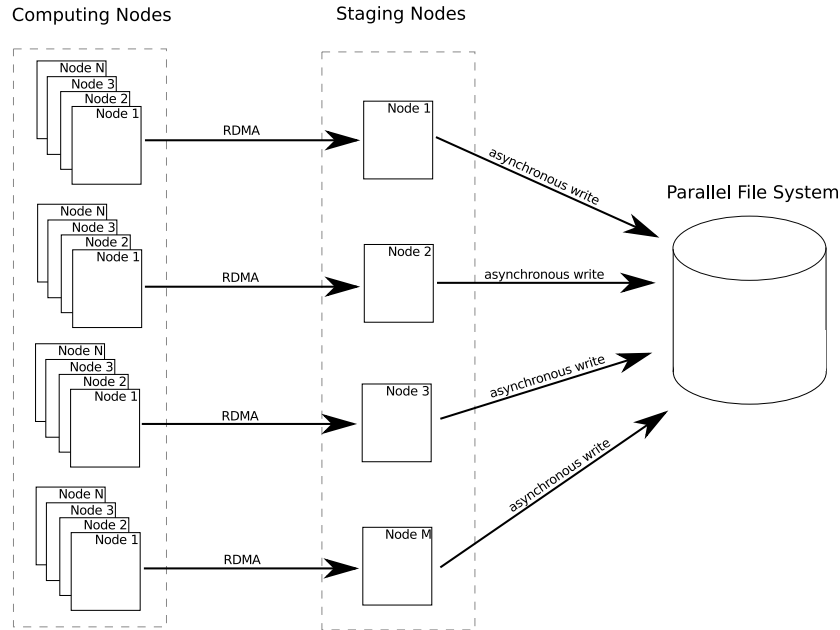 Computing Nodes
Staging Nodes
Node N
Node 3
Node 2
Node 1
RDMA
Node 1
asynchronous write
Parallel File System
Node N
Node 3
Node 2
Node 1
RDMA
Node 2
asynchronous write
Node N
Node 3
Node 2
Node 1
RDMA
Node 3
asynchronous write
Node N
Node 3
Node 2
Node 1
RDMA
Node M
asynchronous write